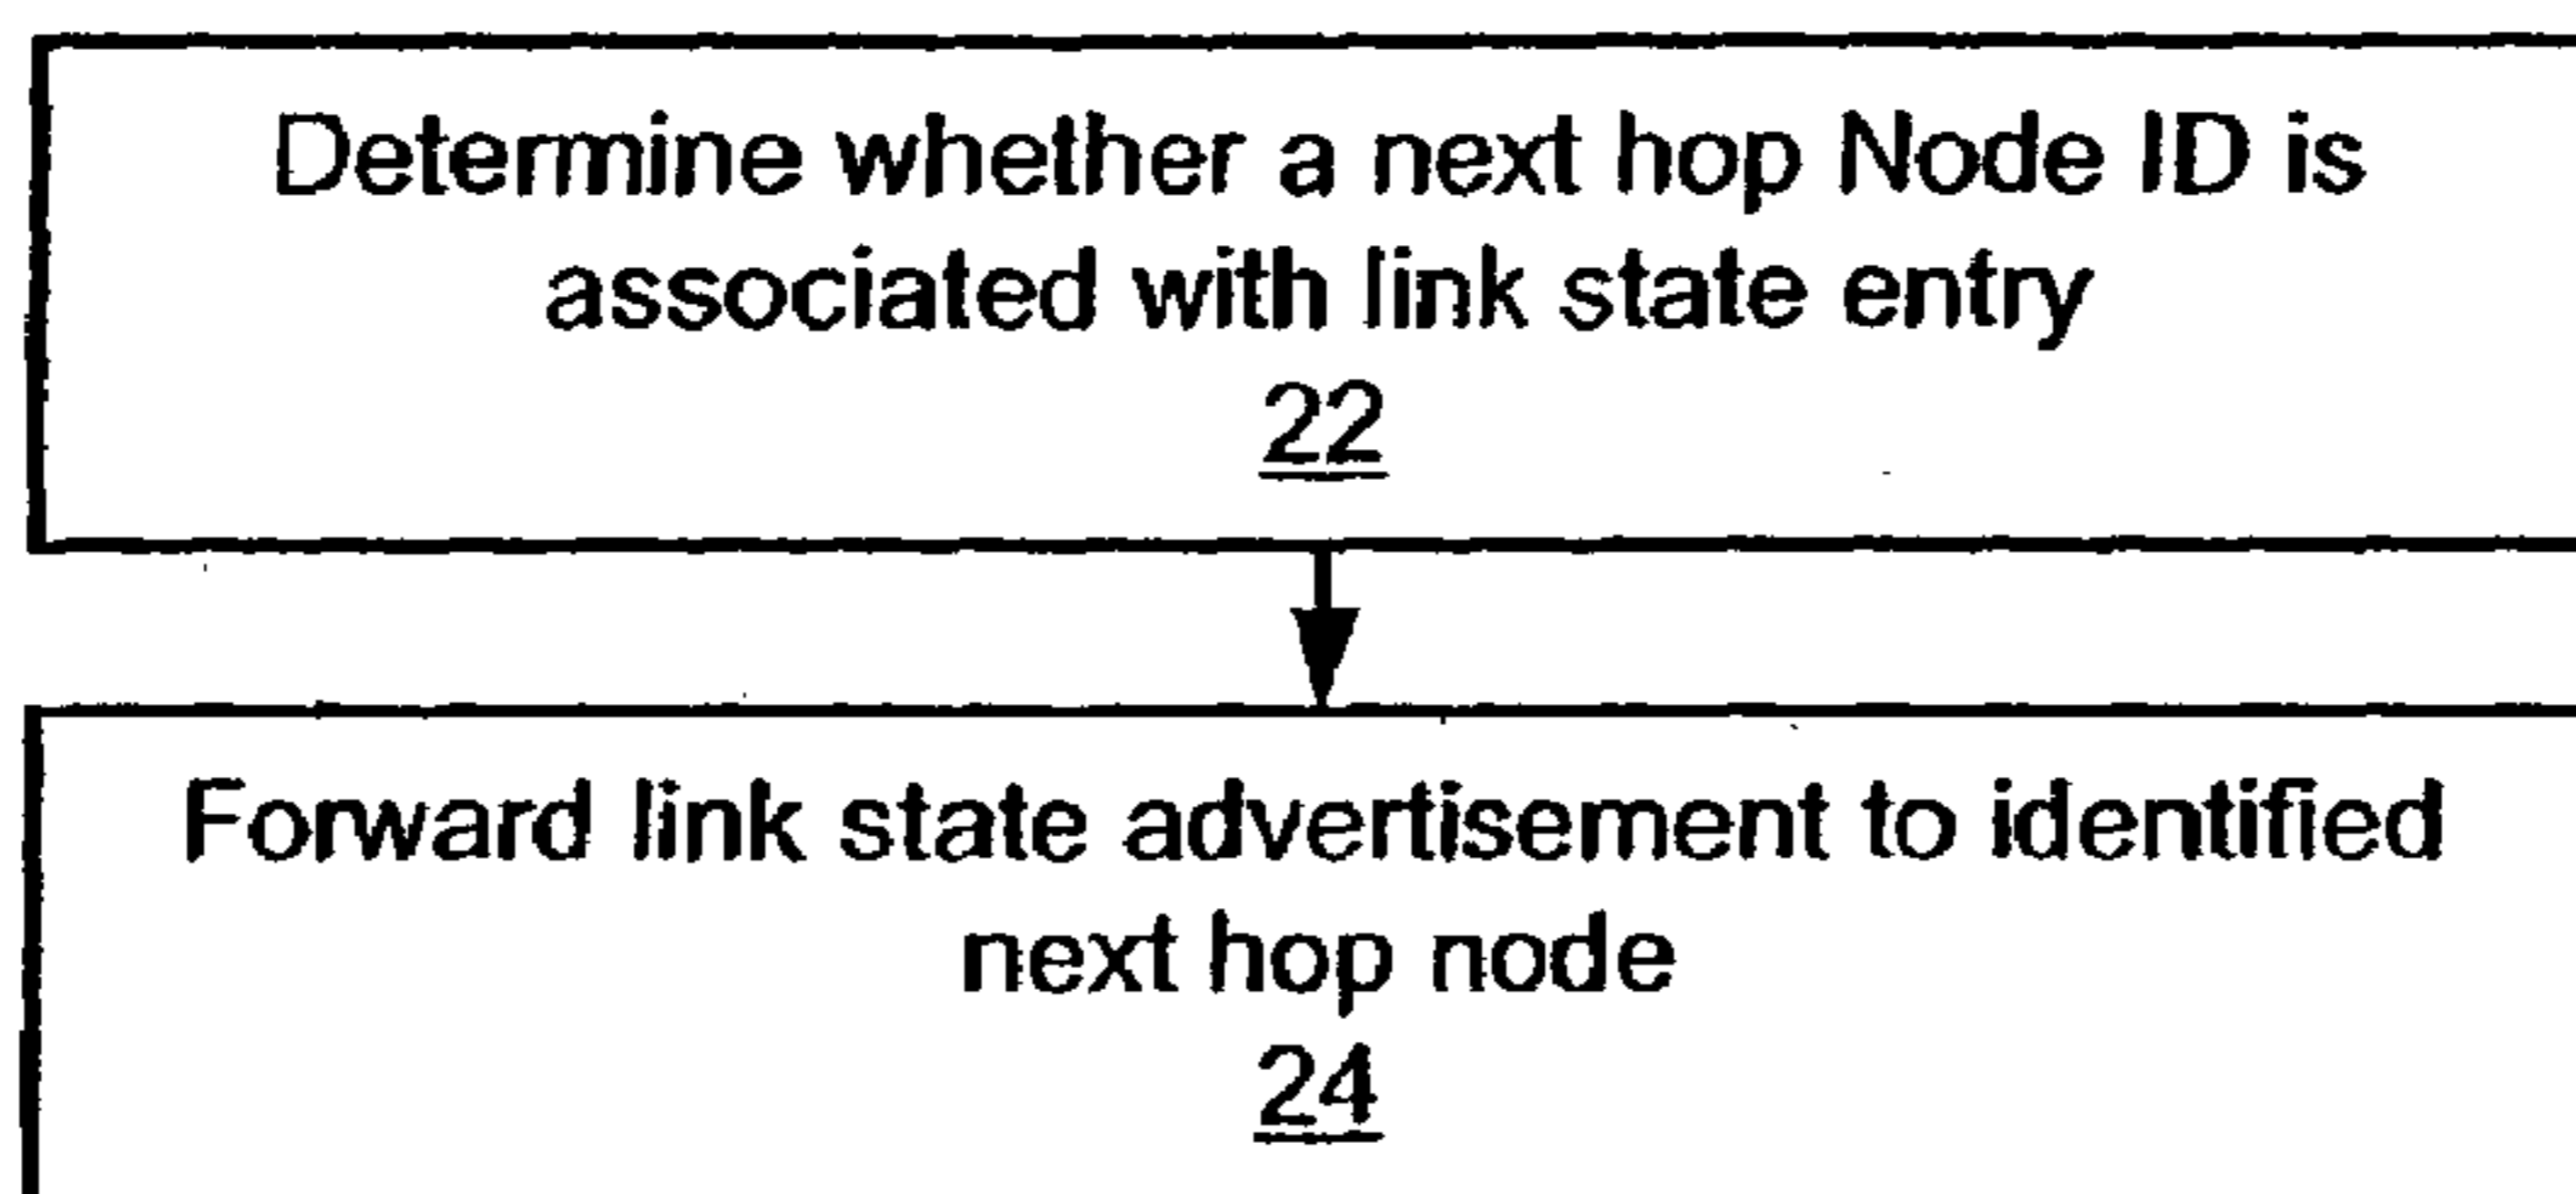 Determine whether a next hop Node ID is
associated with link state entry
22
Forward link state advertisement to identified
next hop node
24